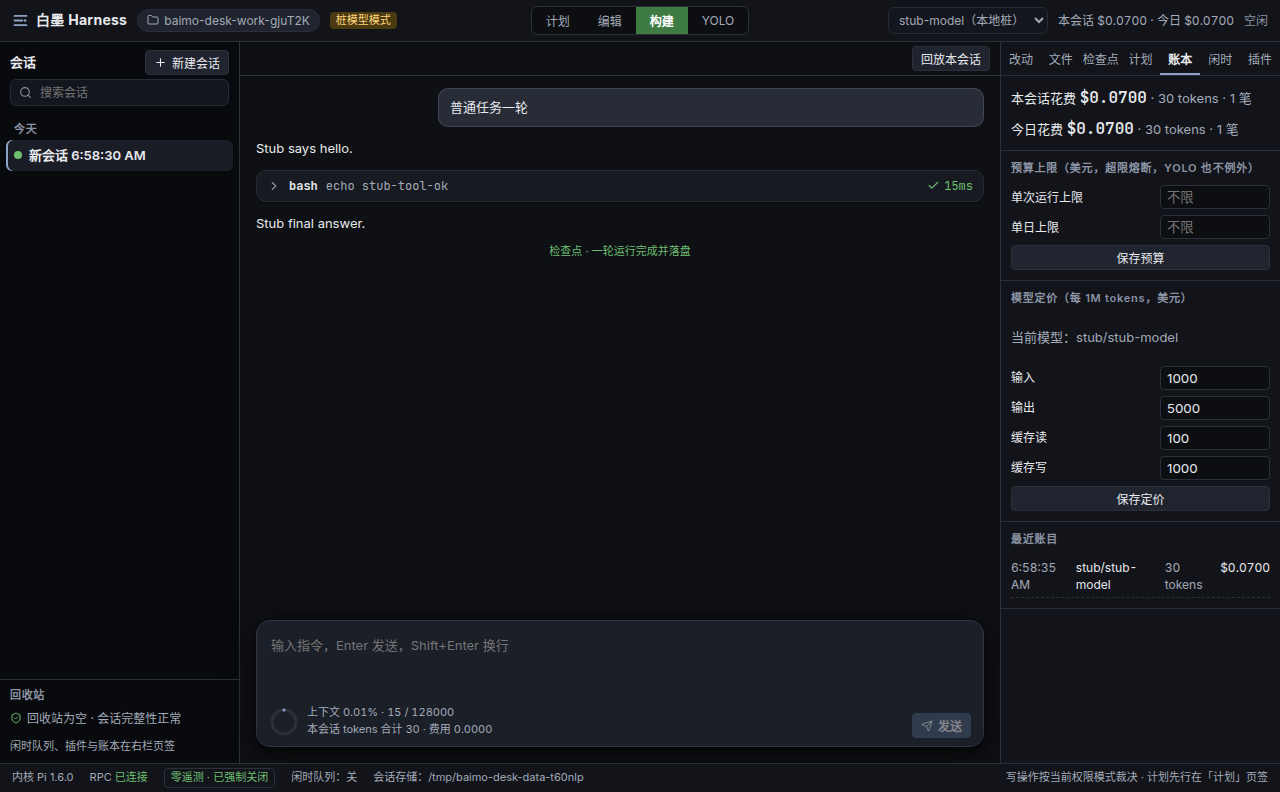 白墨 Harness
baimo-desk-work-gjuT2K
桩模型模式
计划 编辑 构建 YOLO
stub-model（本地桩）
本会话 $0.0700 · 今日 $0.0700 空闲
会话
新建会话
搜索会话
今天
新会话 6:58:30 AM
回收站
回收站为空 · 会话完整性正常
闲时队列、插件与账本在右栏页签
回放本会话
普通任务一轮
Stub says hello.
bash echo stub-tool-ok 15ms
Stub final answer.
检查点 · 一轮运行完成并落盘
输入指令，Enter 发送，Shift+Enter 换行
上下文 0.01% · 15 / 128000
本会话 tokens 合计 30 · 费用 0.0000
发送
改动 文件 检查点 计划 账本 闲时 插件
本会话花费 $0.0700 · 30 tokens · 1 笔
今日花费 $0.0700 · 30 tokens · 1 笔
预算上限（美元，超限熔断，YOLO 也不例外）
单次运行上限 不限
单日上限 不限
保存预算
模型定价（每 1M tokens，美元）
当前模型：stub/stub-model
输入 1000
输出 5000
缓存读 100
缓存写 1000
保存定价
最近账目
6:58:35 stub/stub- 30 $0.0700
AM model tokens
内核 Pi 1.6.0 RPC 已连接 零遥测 · 已强制关闭 闲时队列：关 会话存储：/tmp/baimo-desk-data-t60nlp
写操作按当前权限模式裁决 · 计划先行在「计划」页签